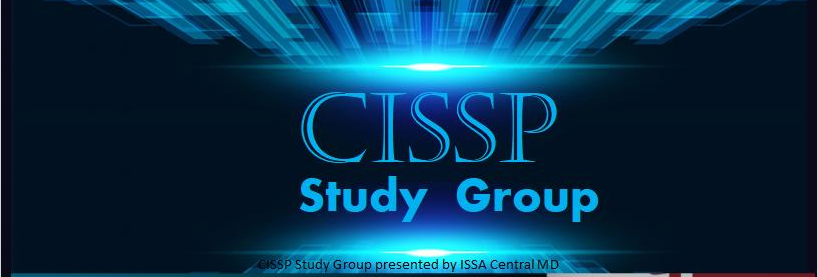 CISSP
Study Group
CISSP Study Group presented by ISSA Central MD